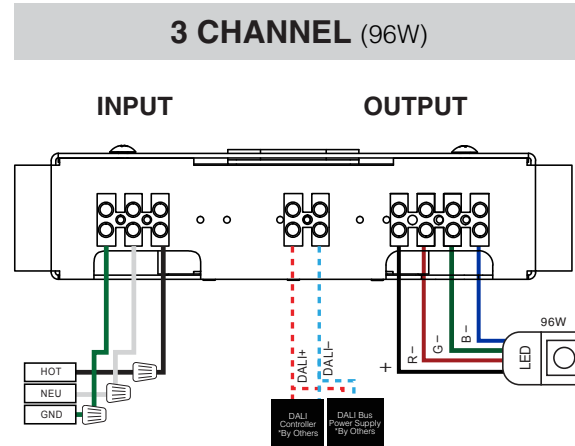 3 CHANNEL (96W)
INPUT
OUTPUT
HOT
NEU
GND
DALI+
DALI–
DALI
Controller
*By Others
DALI Bus
Power Supply
*By Others
+
R–
G–
B–
LED
96W